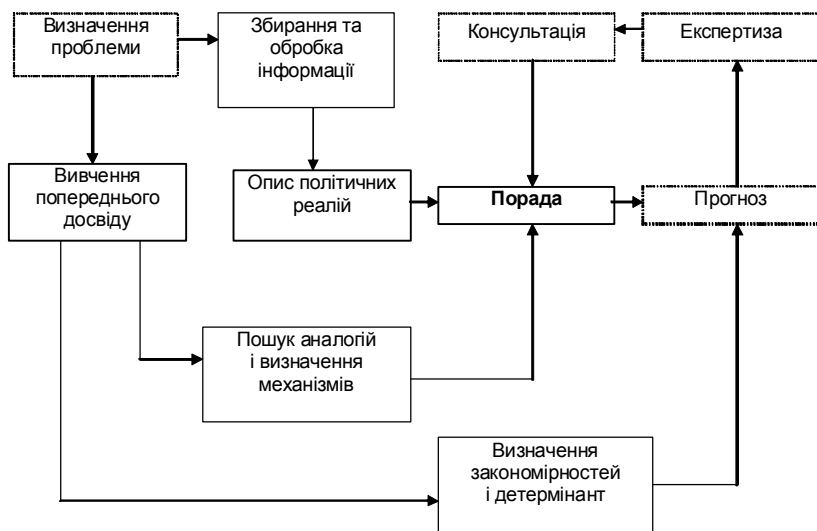 Визначення
проблеми
Збирання та
обробка
інформації
Консультація
Експертиза
Вивчення
попереднього
досвіду
Опис політичних
реалій
Порада
Прогноз
Пошук аналогій
і визначення
механізмів
Визначення
закономірностей
і детермінант